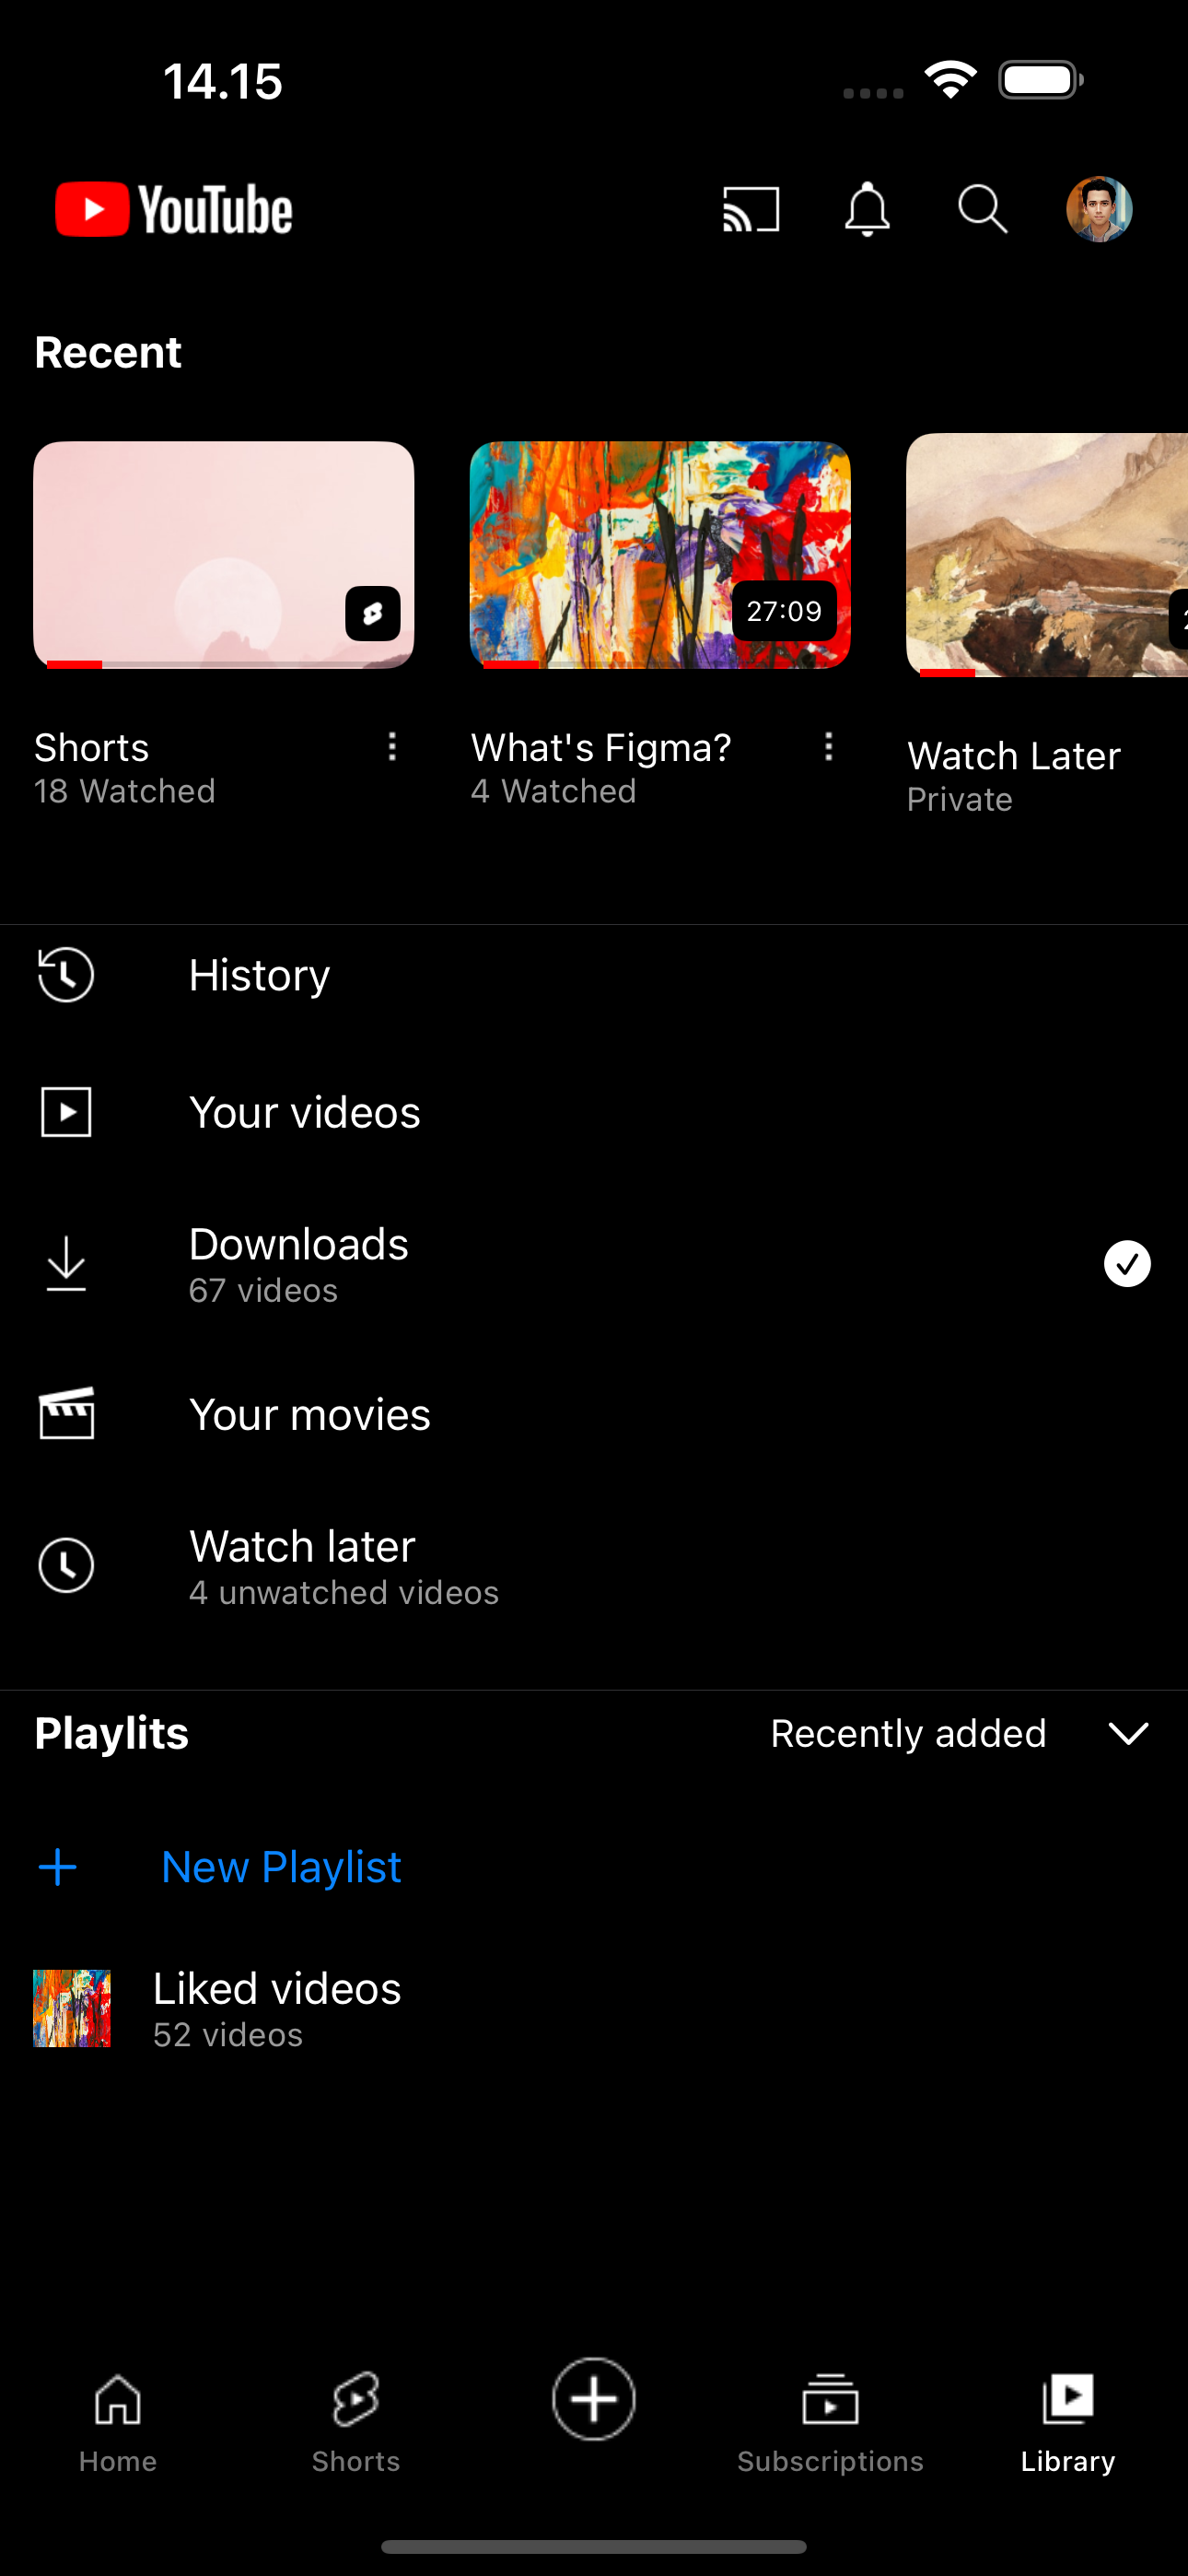 14.15
YouTube
Recent
27:09
Shorts
18 Watched
What's Figma?
4 Watched
Watch Later
Private
History
Your videos
Downloads
67 videos
Your movies
Watch later
4 unwatched videos
Playlits
Recently added
New Playlist
Liked videos
52 videos
Home
Shorts
Subscriptions
Library